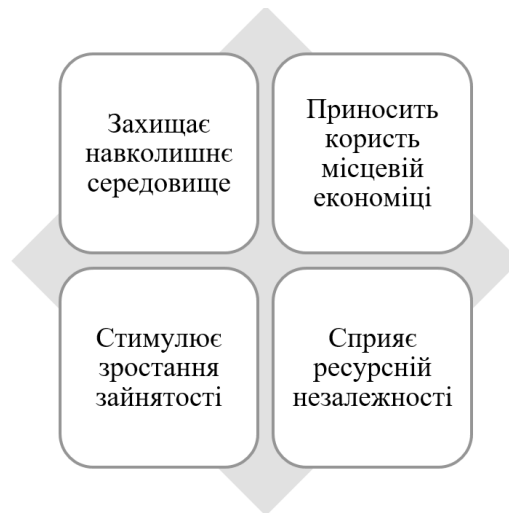 Захищає
навколишнє
середовище
Приносить
користь
місцевій
економіці
Стимулює
зростання
зайнятості
Сприяє
ресурсній
незалежності